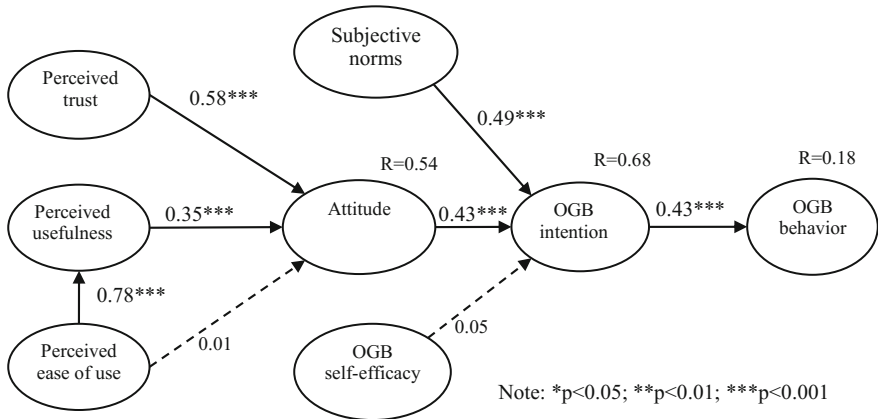 Subjective
norms
Perceived
trust
0.58***
0.49***
R=0.54
R=0.68
R=0.18
Perceived
usefulness
0.35***
Attitude
0.43***
OGB
intention
0.43***
OGB
behavior
0.78***
0.01
0.05
Perceived
ease of use
OGB
self-efficacy
Note: *p<0.05; **p<0.01; ***p<0.001